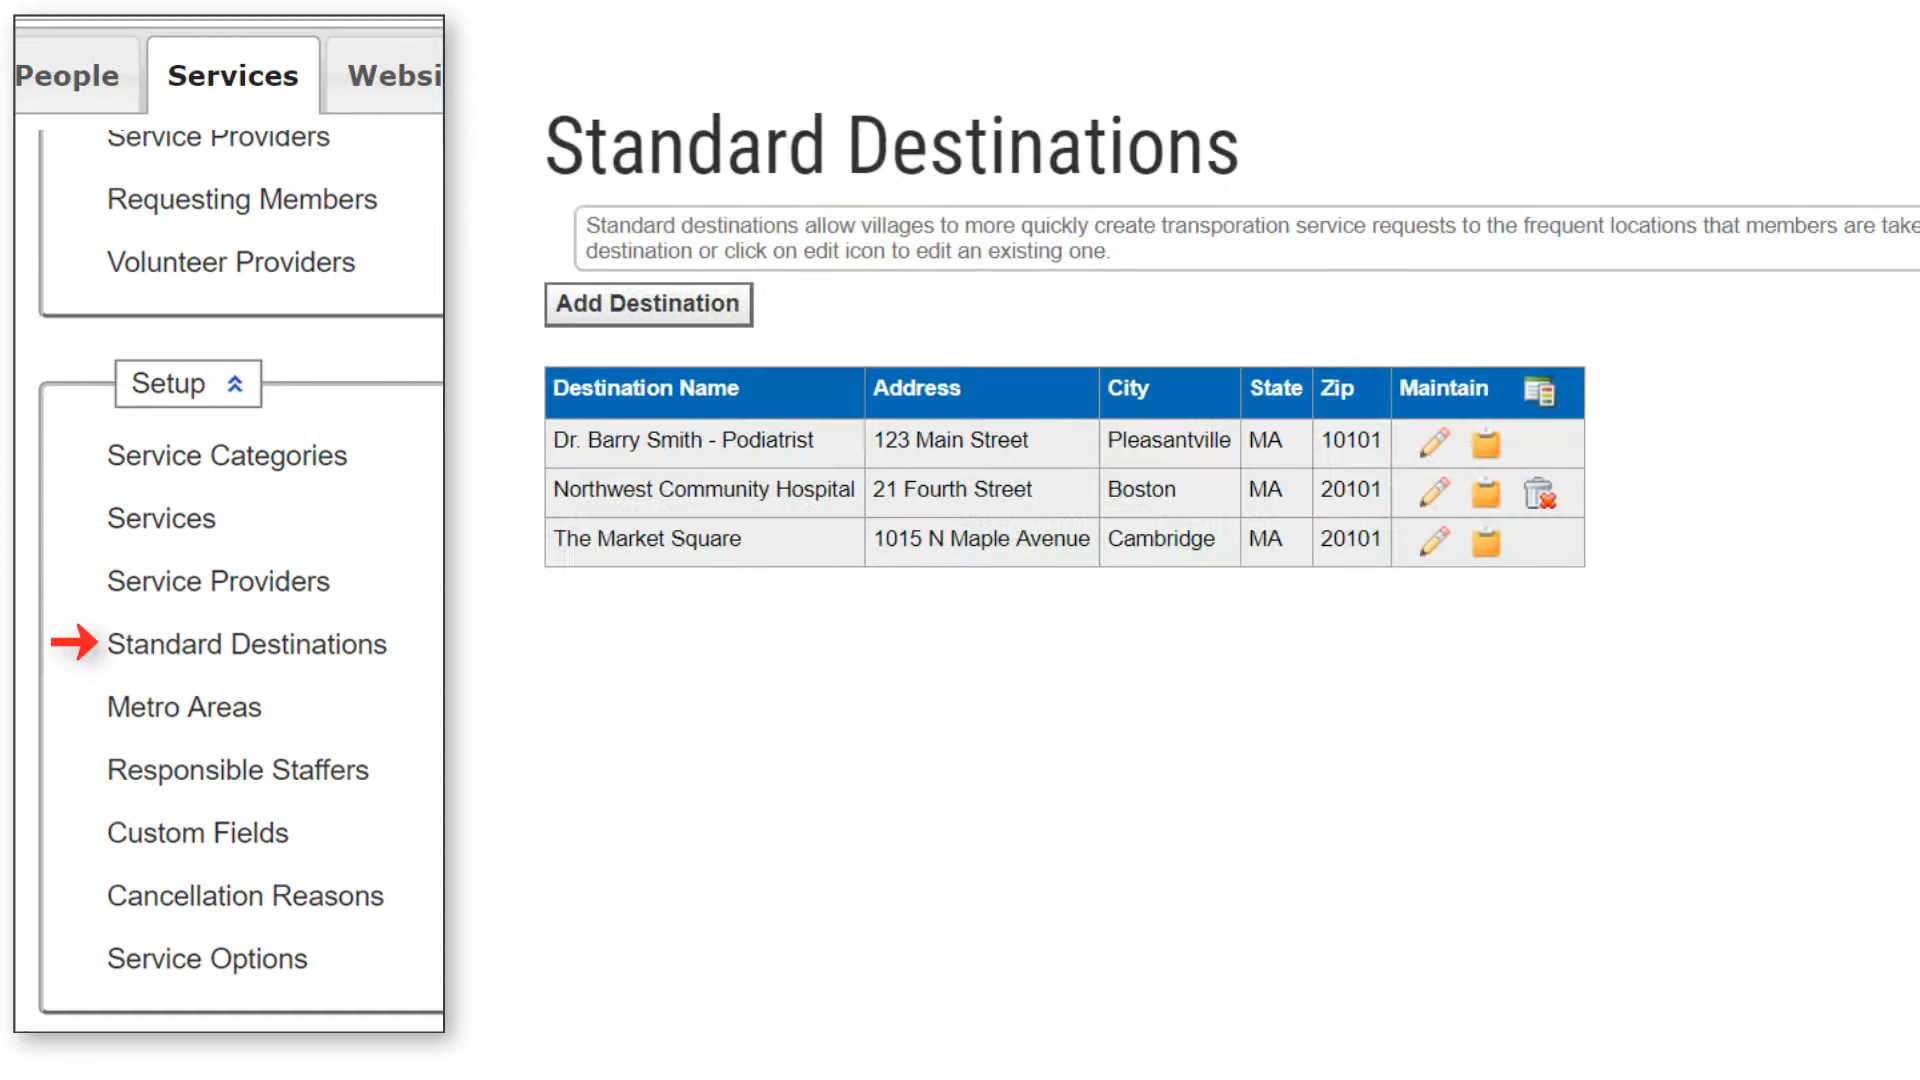 People Services Websi
Service Providers
Requesting Members
Volunteer Providers
Setup
Service Categories
Services
Service Providers
Standard Destinations
Metro Areas
Responsible Staffers
Custom Fields
Cancellation Reasons
Service Options
Standard Destinations
Standard destinations allow villages to more quickly create transporation service requests to the frequent locations that members are take
destination or click on edit icon to edit an existing one.
Add Destination
Destination Name Address City State Zip Maintain
Dr. Barry Smith - Podiatrist 123 Main Street Pleasantville MA 10101
Northwest Community Hospital 21 Fourth Street Boston MA 20101
The Market Square 1015 N Maple Avenue Cambridge MA 20101